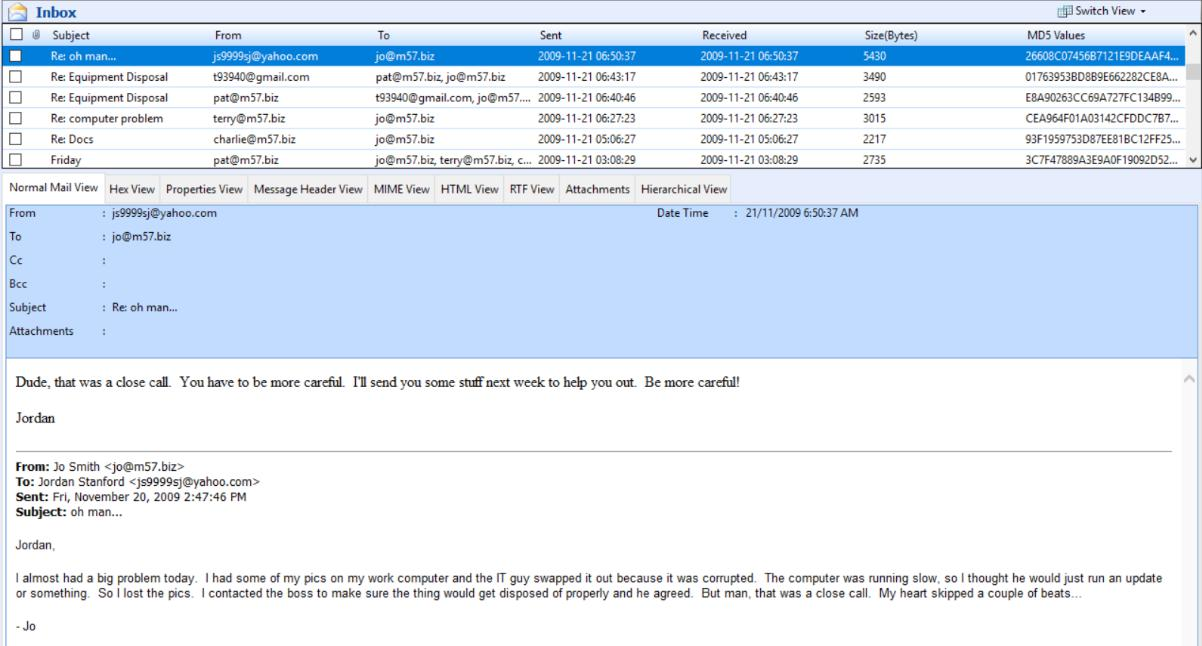 Inbox
Switch View
Subject From To Sent Received Size(Bytes) MD5 Values
Re: oh man... js9999sj@yahoo.com jo@m57.biz 2009-11-21 06:50:37 2009-11-21 06:50:37 5430 26608C07456B7121E9DEAAF4...
Re: Equipment Disposal t93940@gmail.com pat@m57.biz, jo@m57.biz 2009-11-21 06:43:17 2009-11-21 06:43:17 3490 01763953BD8B9E662282CE8A...
Re: Equipment Disposal pat@m57.biz t93940@gmail.com, jo@m57.... 2009-11-21 06:40:46 2009-11-21 06:40:46 2593 E8A90263CC69A727FC134B99...
Re: computer problem terry@m57.biz jo@m57.biz 2009-11-21 06:27:23 2009-11-21 06:27:23 3015 CEA964F01A03142CFDDC7B7...
Re: Docs charlie@m57.biz jo@m57.biz 2009-11-21 05:06:27 2009-11-21 05:06:27 2217 93F1959753D87EE81BC12FF25...
Friday pat@m57.biz jo@m57.biz, terry@m57.biz, c... 2009-11-21 03:08:29 2009-11-21 03:08:29 2735 3C7F47889A3E9A0F19092D52...
Normal Mail View Hex View Properties View Message Header View MIME View HTML View RTF View Attachments Hierarchical View
From : js9999sj@yahoo.com Date Time : 21/11/2009 6:50:37 AM
To : jo@m57.biz
Cc :
Bcc :
Subject : Re: oh man...
Attachments :
Dude, that was a close call. You have to be more careful. I'll send you some stuff next week to help you out. Be more careful!
Jordan
From: Jo Smith <jo@m57.biz>
To: Jordan Stanford <js9999sj@yahoo.com>
Sent: Fri, November 20, 2009 2:47:46 PM
Subject: oh man...
Jordan,
I almost had a big problem today. I had some of my pics on my work computer and the IT guy swapped it out because it was corrupted. The computer was running slow, so I thought he would just run an update
or something. So I lost the pics. I contacted the boss to make sure the thing would get disposed of properly and he agreed. But man, that was a close call. My heart skipped a couple of beats...
- Jo